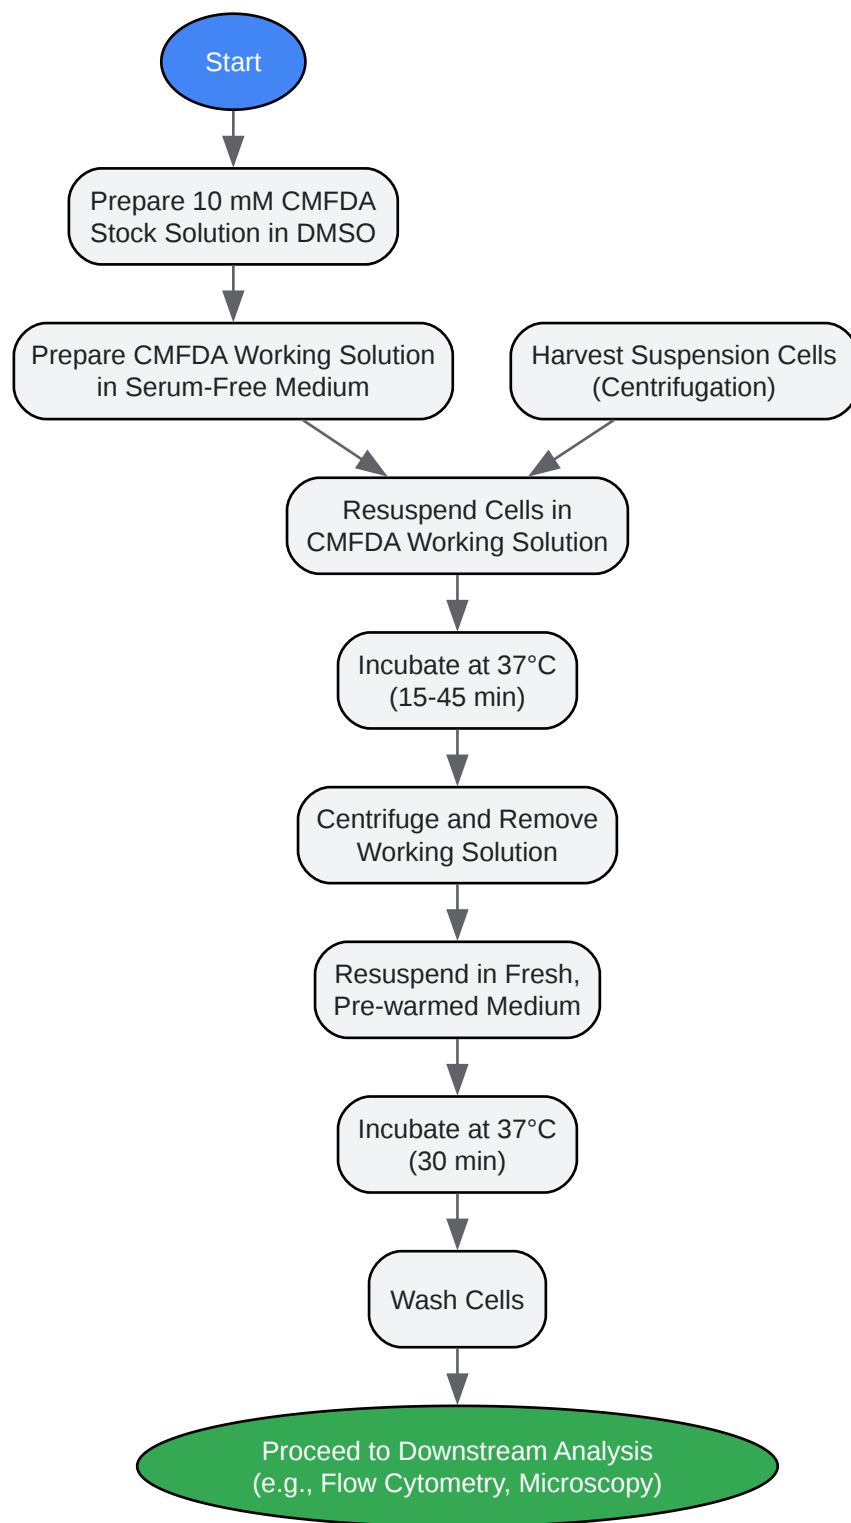 Start
Prepare 10 mM CMFDA
Stock Solution in DMSO
Prepare CMFDA Working Solution
in Serum-Free Medium
Harvest Suspension Cells
(Centrifugation)
Resuspend Cells in
CMFDA Working Solution
Incubate at 37°C
(15-45 min)
Centrifuge and Remove
Working Solution
Resuspend in Fresh,
Pre-warmed Medium
Incubate at 37°C
(30 min)
Wash Cells
Proceed to Downstream Analysis
(e.g., Flow Cytometry, Microscopy)